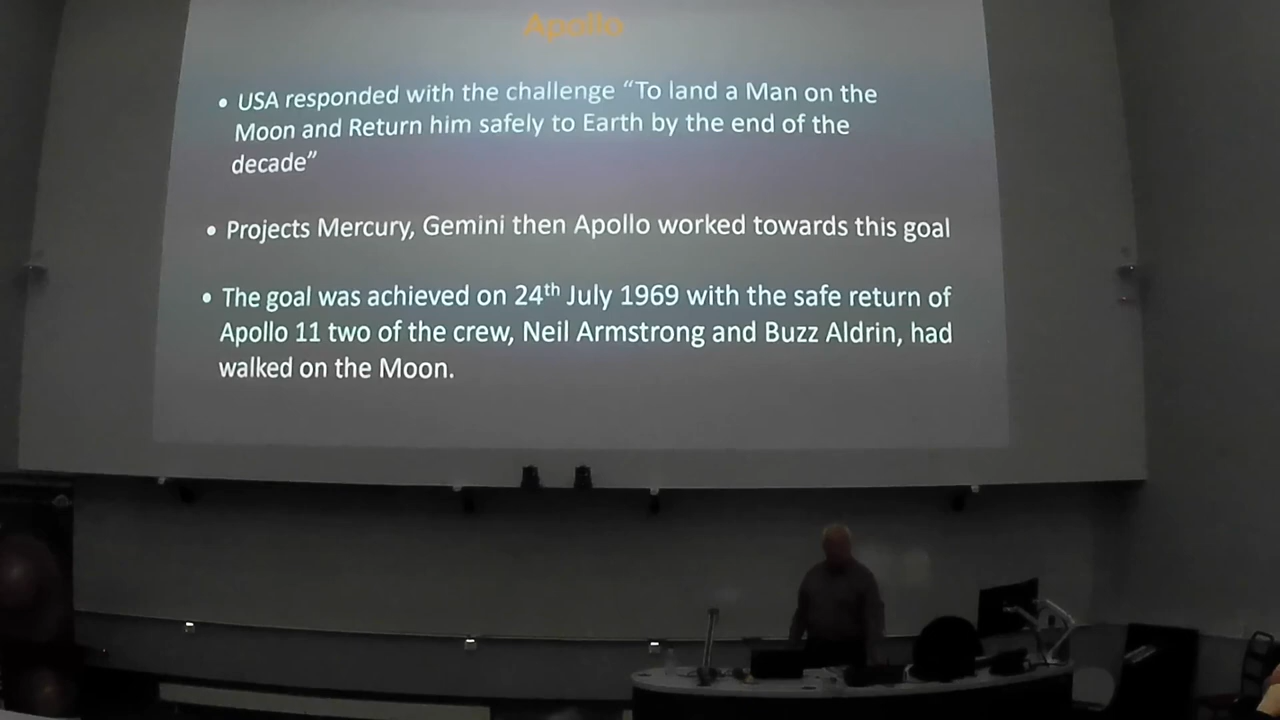 Apollo
• USA responded with the challenge “To land a Man on the
Moon and Return him safely to Earth by the end of the
decade”
• Projects Mercury, Gemini then Apollo worked towards this goal
• The goal was achieved on 24th July 1969 with the safe return of
Apollo 11 two of the crew, Neil Armstrong and Buzz Aldrin, had
walked on the Moon.